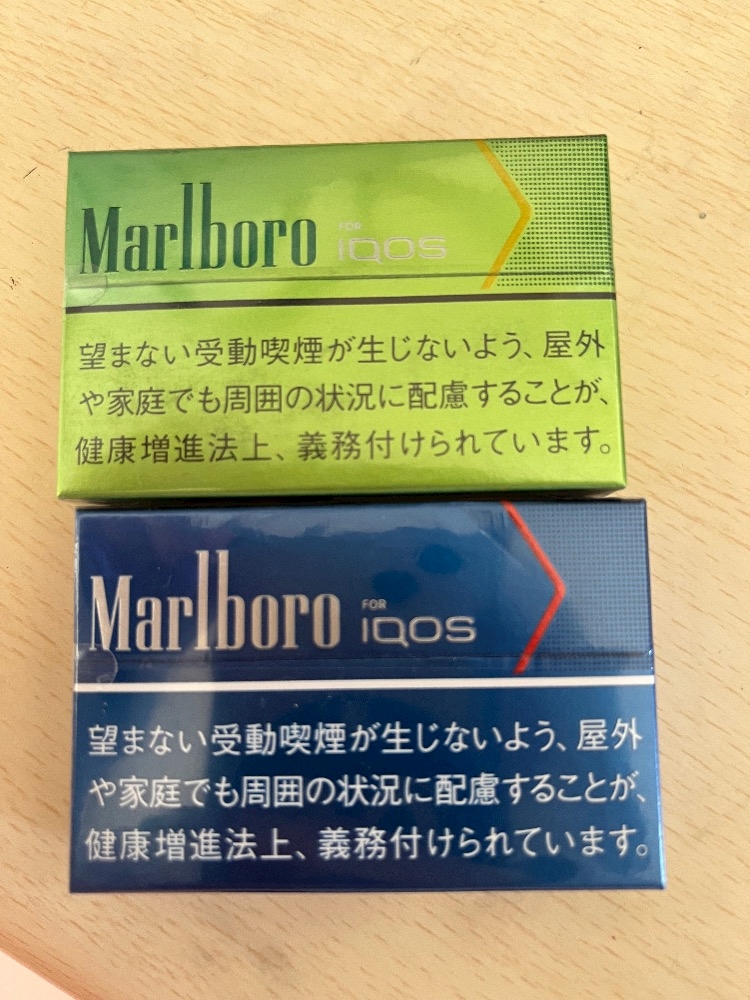 Marlboro FOR IQOS
望まない受動喫煙が生じないよう、屋外
や家庭でも周囲の状況に配慮することが、
健康増進法上、義務付けられています。
Marlboro FOR IQOS
望まない受動喫煙が生じないよう、屋外
や家庭でも周囲の状況に配慮することが、
健康増進法上、義務付けられています。